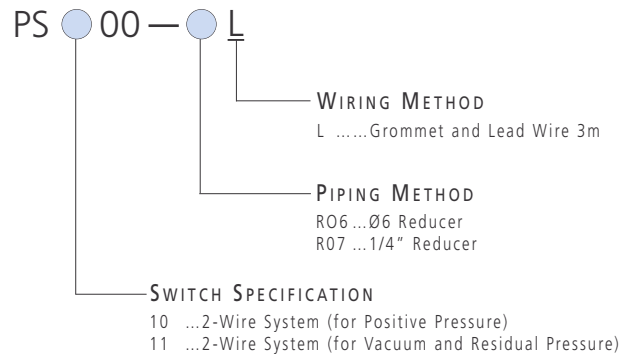 PS 00 — L
WIRING METHOD
L ......Grommet and Lead Wire 3m
PIPING METHOD
RO6 ...Ø6 Reducer
R07 ...1/4" Reducer
SWITCH SPECIFICATION
10 ...2-Wire System (for Positive Pressure)
11 ...2-Wire System (for Vacuum and Residual Pressure)